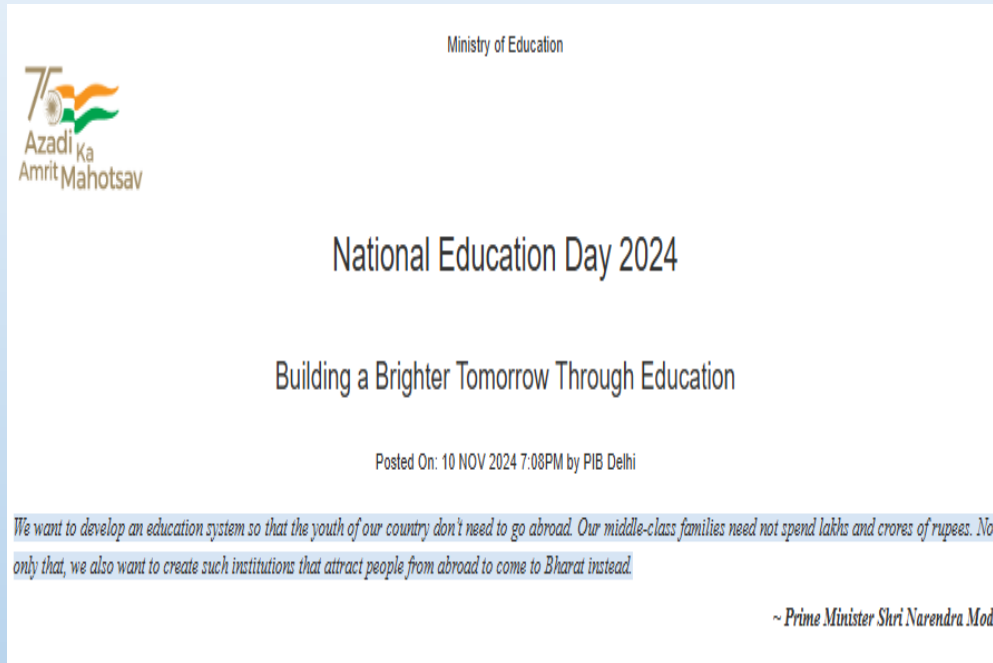 Ministry of Education
75
Azadi Ka
Amrit Mahotsav
National Education Day 2024
Building a Brighter Tomorrow Through Education
Posted On: 10 NOV 2024 7:08PM by PIB Delhi
We want to develop an education system so that the youth of our country don't need to go abroad. Our middle-class families need not spend lakhs and crores of rupees. No
only that, we also want to create such institutions that attract people from abroad to come to Bharat instead.
~ Prime Minister Shri Narendra Mod